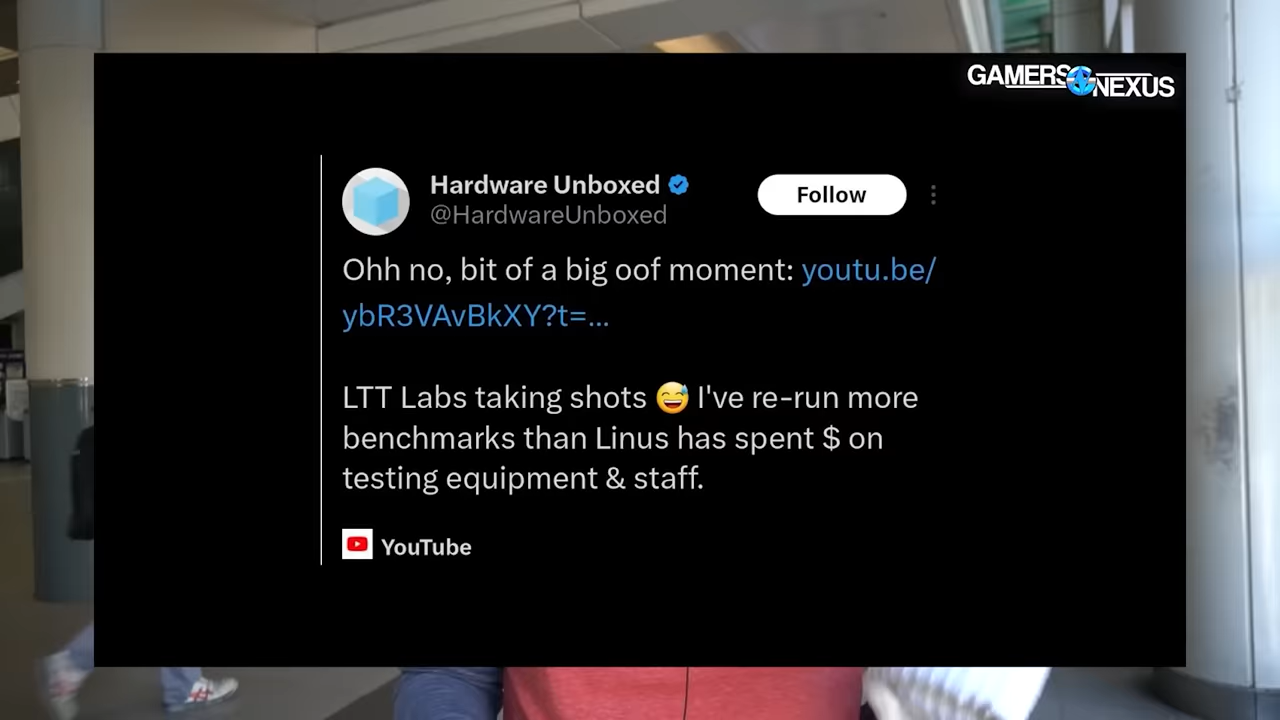 GAMERS NEXUS
Hardware Unboxed
@HardwareUnboxed
Follow
Ohh no, bit of a big oof moment: youtu.be/
ybR3VAvBkXY?t=...
LTT Labs taking shots 😅 I've re-run more
benchmarks than Linus has spent $ on
testing equipment & staff.
YouTube